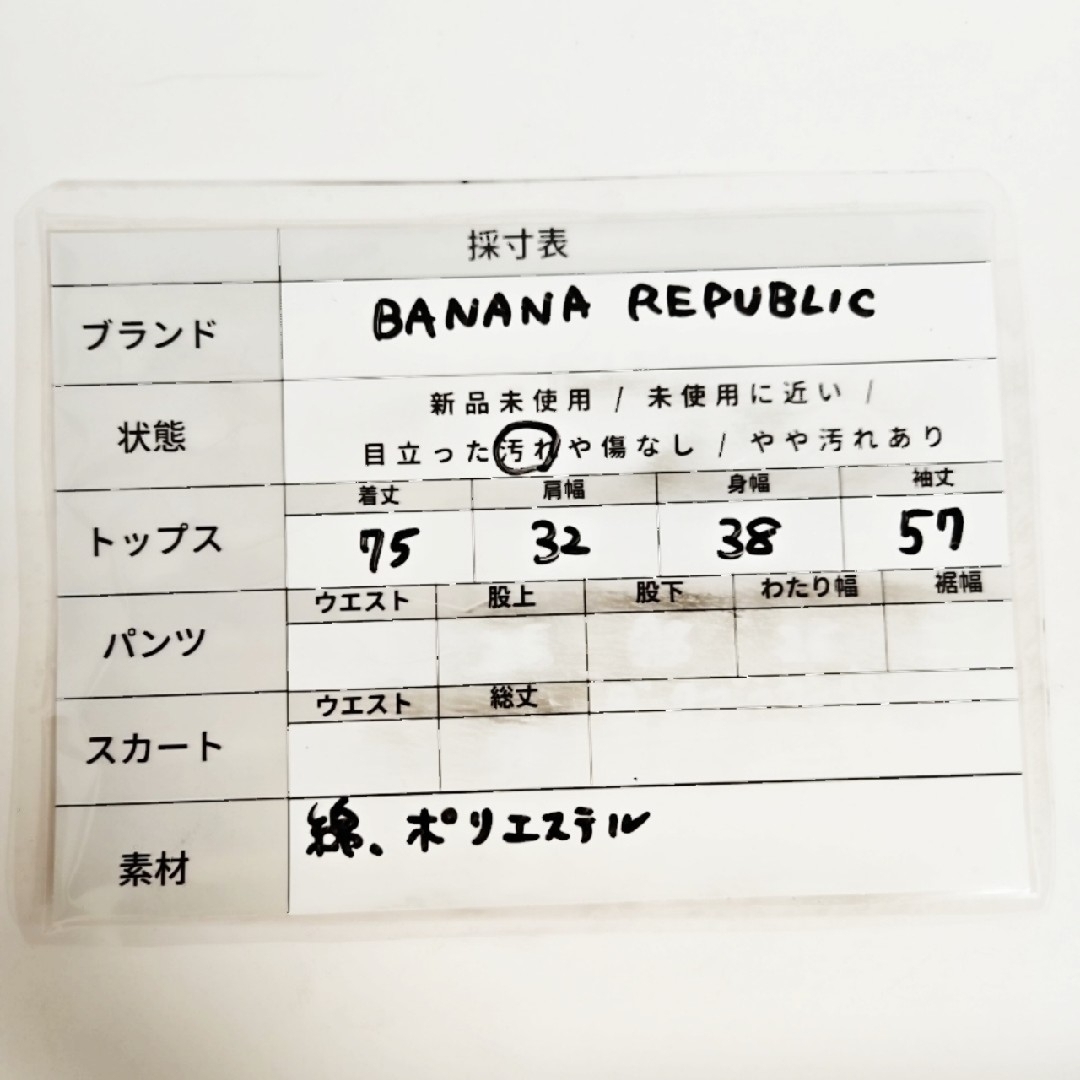 採寸表
ブランド BANANA REPUBLIC
状態 新品未使用 / 未使用に近い /
目立った汚れや傷なし / やや汚れあり
着丈 肩幅 身幅 袖丈
トップス 75 32 38 57
ウエスト 股上 股下 わたり幅 裾幅
パンツ
ウエスト 総丈
スカート
素材 綿、ポリエステル